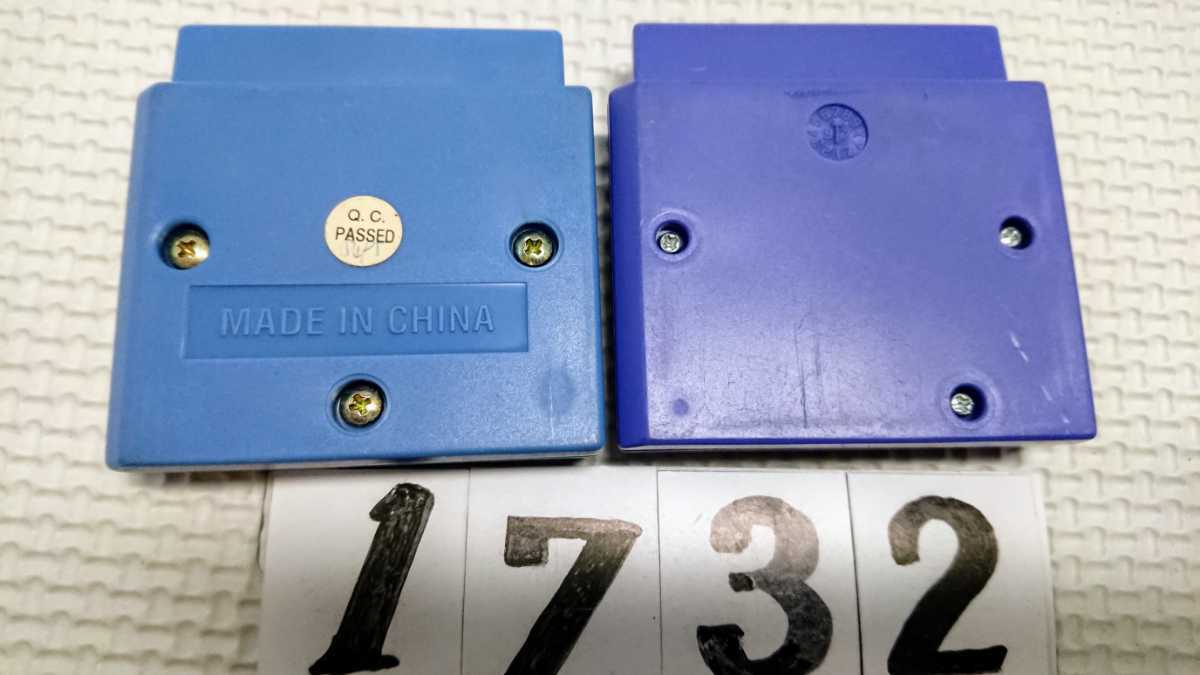 Q. C.
PASSED
MADE IN CHINA
1732